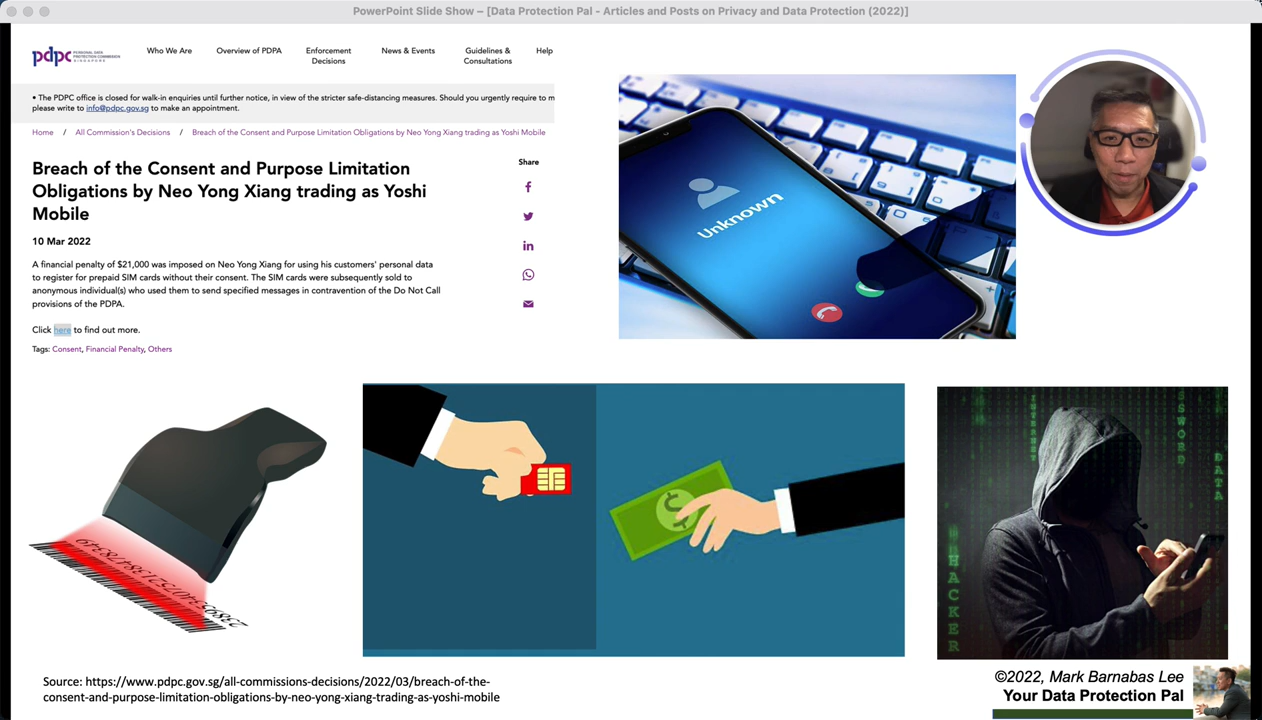 PowerPoint Slide Show – [Data Protection Pal - Articles and Posts on Privacy and Data Protection (2022)]
pdpc PERSONAL DATA
PROTECTION COMMISSION
SINGAPORE
Who We Are
Overview of PDPA
Enforcement
Decisions
News & Events
Guidelines &
Consultations
Help
• The PDPC office is closed for walk-in enquiries until further notice, in view of the stricter safe-distancing measures. Should you urgently require to m
please write to info@pdpc.gov.sg to make an appointment.
Home / All Commission's Decisions / Breach of the Consent and Purpose Limitation Obligations by Neo Yong Xiang trading as Yoshi Mobile
Breach of the Consent and Purpose Limitation
Obligations by Neo Yong Xiang trading as Yoshi
Mobile
Share
10 Mar 2022
A financial penalty of $21,000 was imposed on Neo Yong Xiang for using his customers' personal data
to register for prepaid SIM cards without their consent. The SIM cards were subsequently sold to
anonymous individual(s) who used them to send specified messages in contravention of the Do Not Call
provisions of the PDPA.
Click here to find out more.
Tags: Consent, Financial Penalty, Others
Unknown
$
INTERNET
SSWORD
DATA
HACKER
Source: https://www.pdpc.gov.sg/all-commissions-decisions/2022/03/breach-of-the-
consent-and-purpose-limitation-obligations-by-neo-yong-xiang-trading-as-yoshi-mobile
©2022, Mark Barnabas Lee
Your Data Protection Pal